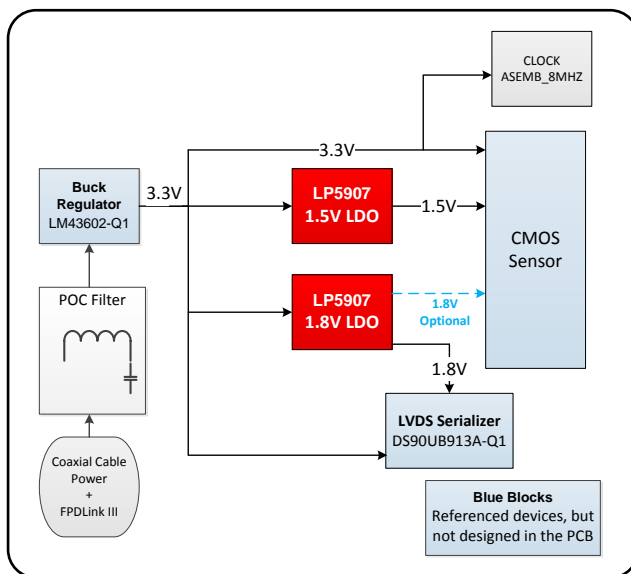 CLOCK
ASEMB_8MHZ
3.3V
Buck
Regulator
LM43602-Q1
3.3V
LP5907
1.5V LDO
1.5V
CMOS
Sensor
POC Filter
LP5907
1.8V LDO
1.8V
Optional
1.8V
LVDS Serializer
DS90UB913A-Q1
Coaxial Cable
Power
+
FPDLink III
Blue Blocks
Referenced devices, but
not designed in the PCB